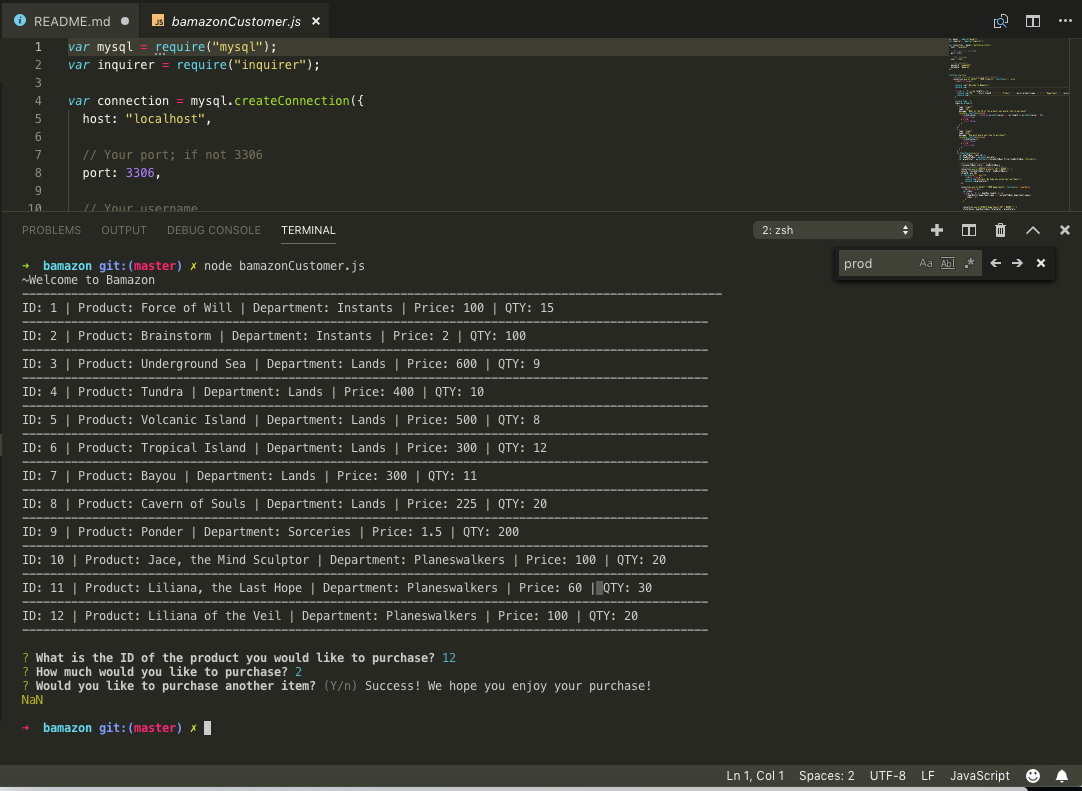 README.md ●
JS bamazonCustomer.js ×
1 var mysql = require("mysql");
2 var inquirer = require("inquirer");
3
4 var connection = mysql.createConnection({
5 host: "localhost",
6
7 // Your port; if not 3306
8 port: 3306,
9
10 // Your username
PROBLEMS OUTPUT DEBUG CONSOLE TERMINAL 2: zsh
prod Aa Abl .*
→ bamazon git:(master) ✗ node bamazonCustomer.js
~Welcome to Bamazon
----------------------------------------------------------------------------------------------------
ID: 1 | Product: Force of Will | Department: Instants | Price: 100 | QTY: 15
--------------------------------------------------------------------------------------------------
ID: 2 | Product: Brainstorm | Department: Instants | Price: 2 | QTY: 100
--------------------------------------------------------------------------------------------------
ID: 3 | Product: Underground Sea | Department: Lands | Price: 600 | QTY: 9
--------------------------------------------------------------------------------------------------
ID: 4 | Product: Tundra | Department: Lands | Price: 400 | QTY: 10
--------------------------------------------------------------------------------------------------
ID: 5 | Product: Volcanic Island | Department: Lands | Price: 500 | QTY: 8
--------------------------------------------------------------------------------------------------
ID: 6 | Product: Tropical Island | Department: Lands | Price: 300 | QTY: 12
--------------------------------------------------------------------------------------------------
ID: 7 | Product: Bayou | Department: Lands | Price: 300 | QTY: 11
--------------------------------------------------------------------------------------------------
ID: 8 | Product: Cavern of Souls | Department: Lands | Price: 225 | QTY: 20
--------------------------------------------------------------------------------------------------
ID: 9 | Product: Ponder | Department: Sorceries | Price: 1.5 | QTY: 200
--------------------------------------------------------------------------------------------------
ID: 10 | Product: Jace, the Mind Sculptor | Department: Planeswalkers | Price: 100 | QTY: 20
--------------------------------------------------------------------------------------------------
ID: 11 | Product: Liliana, the Last Hope | Department: Planeswalkers | Price: 60 | QTY: 30
--------------------------------------------------------------------------------------------------
ID: 12 | Product: Liliana of the Veil | Department: Planeswalkers | Price: 100 | QTY: 20
--------------------------------------------------------------------------------------------------
? What is the ID of the product you would like to purchase? 12
? How much would you like to purchase? 2
? Would you like to purchase another item? (Y/n) Success! We hope you enjoy your purchase!
NaN
→ bamazon git:(master) ✗
Ln 1, Col 1 Spaces: 2 UTF-8 LF JavaScript